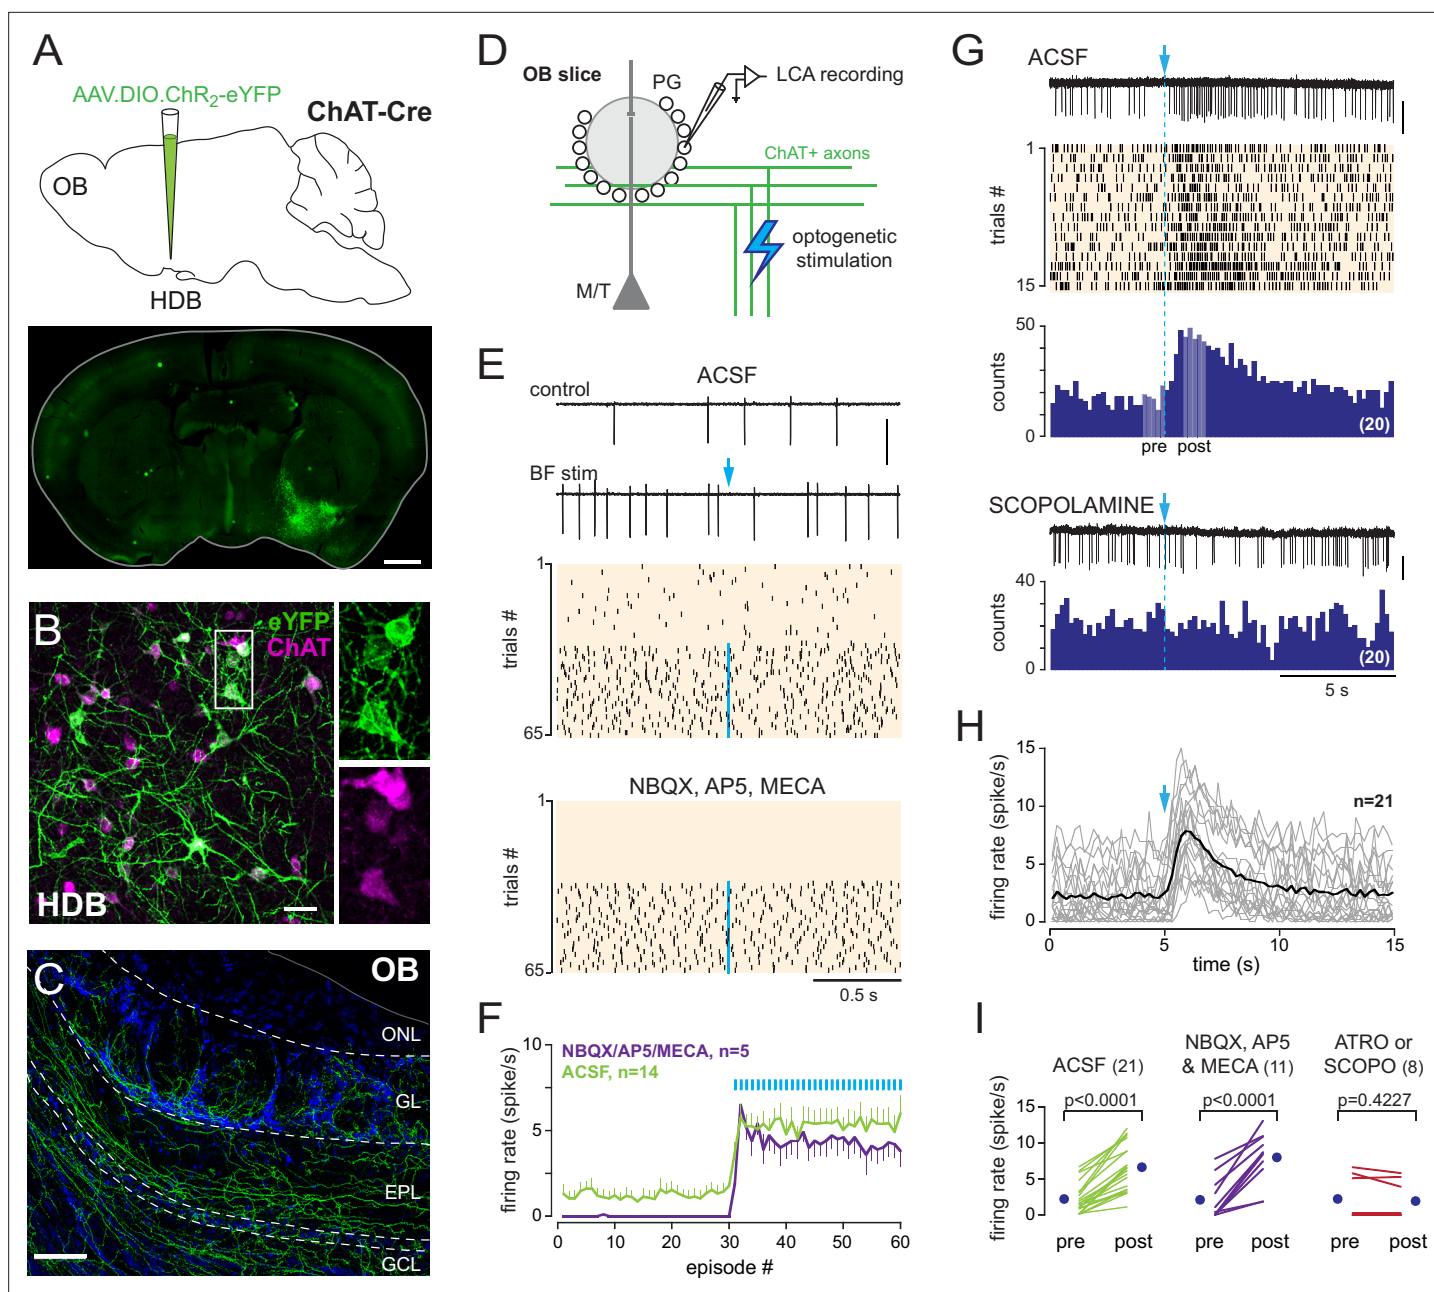 A
AAV.DIO.ChR2-eYFP
ChAT-Cre
OB
HDB
B
eYFP
ChAT
HDB
C
OB
ONL
GL
EPL
GCL
D
OB slice
PG
LCA recording
ChAT+ axons
optogenetic
stimulation
M/T
E
ACSF
control
BF stim
1
trials #
65
NBQX, AP5, MECA
1
trials #
65
0.5 s
F
NBQX/AP5/MECA, n=5
ACSF, n=14
firing rate (spike/s)
10
5
0
0 10 20 30 40 50 60
episode #
G
ACSF
1
trials #
15
50
counts
0
(20)
pre post
SCOPOLAMINE
40
counts
0
(20)
5 s
H
15
10
5
0
firing rate (spike/s)
n=21
0 5 10 15
time (s)
I
ACSF (21)
NBQX, AP5
& MECA (11)
ATRO or
SCOPO (8)
p<0.0001 p<0.0001 p=0.4227
15
10
5
0
firing rate (spike/s)
pre post pre post pre post